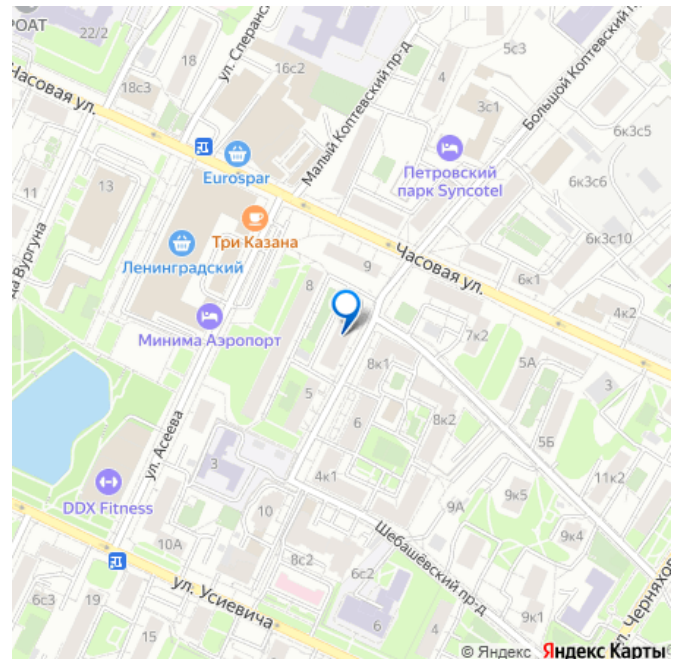 РОАТ
22/2
18
ул. Сперанс
16с2
5с3
4
Большой Коптевский п
Малый Коптевский пр-д
3с1
18с3
Часовая ул.
6к3с5
Eurospar
Петровский
парк Syncotel
6к3с6
11
13
Три Казана
6к3с10
Ленинградский
да Вургуна
9
Часовая ул.
6к1
8
4к2
7к2
Минима Аэропорт
8к1
5А
3
5
ул. Асеева
6
8к2
5Б
3
4к1
11к2
DDX Fitness
9А
9к5
10
9к4
10А
8с2
Шебашёвский пр-д
6с2
ул. Усиевича
ул. Черняхо
6с3
19
9к1
15
6
4
© Яндекс Яндекс Карты